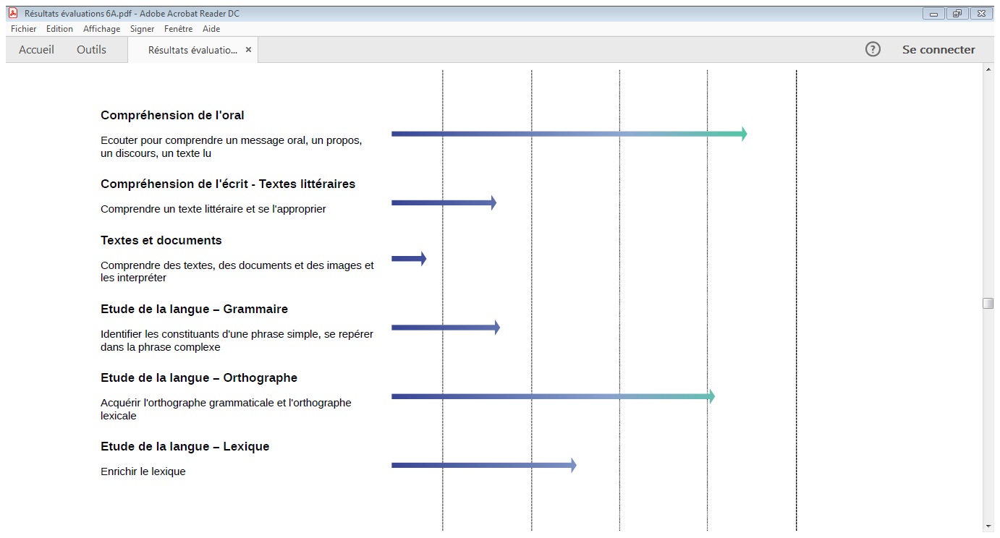 Résultats évaluations 6A.pdf - Adobe Acrobat Reader DC
Fichier Edition Affichage Signer Fenêtre Aide
Accueil Outils Résultats évaluatio... × ? Se connecter
Compréhension de l'oral
Ecouter pour comprendre un message oral, un propos,
un discours, un texte lu
Compréhension de l'écrit - Textes littéraires
Comprendre un texte littéraire et se l'approprier
Textes et documents
Comprendre des textes, des documents et des images et
les interpréter
Etude de la langue – Grammaire
Identifier les constituants d'une phrase simple, se repérer
dans la phrase complexe
Etude de la langue – Orthographe
Acquérir l'orthographe grammaticale et l'orthographe
lexicale
Etude de la langue – Lexique
Enrichir le lexique